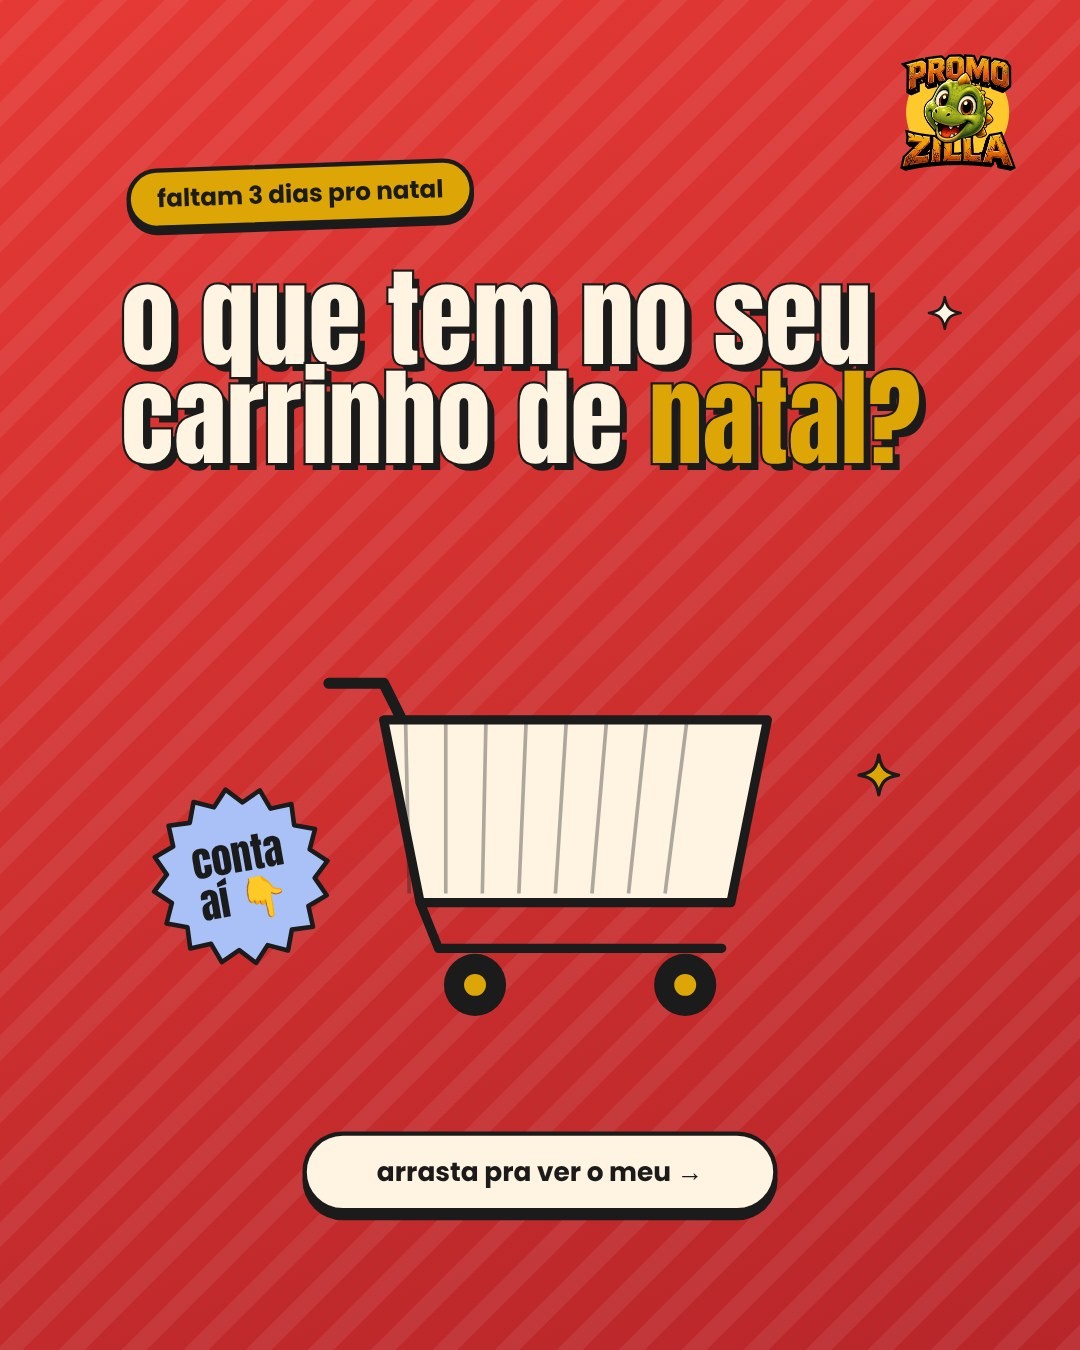 PROMO
ZILLA
faltam 3 dias pro natal
o que tem no seu
carrinho de natal?
conta
aí 👇
arrasta pra ver o meu →